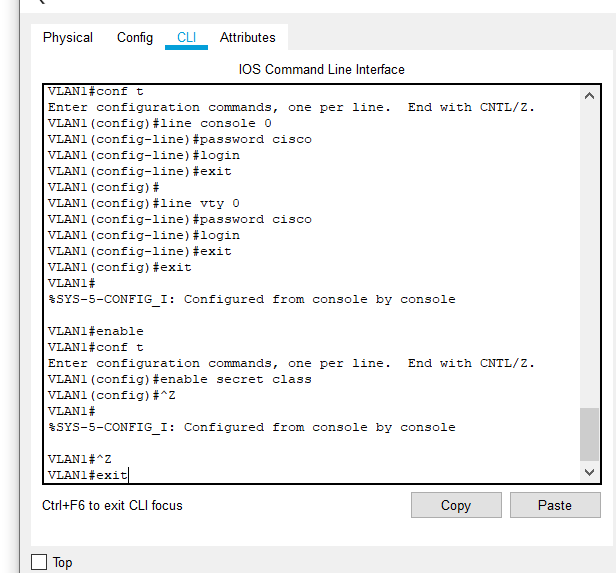 Physical Config CLI Attributes
IOS Command Line Interface
VLAN1#conf t
Enter configuration commands, one per line.  End with CNTL/Z.
VLAN1(config)#line console 0
VLAN1(config-line)#password cisco
VLAN1(config-line)#login
VLAN1(config-line)#exit
VLAN1(config)#
VLAN1(config)#line vty 0
VLAN1(config-line)#password cisco
VLAN1(config-line)#login
VLAN1(config-line)#exit
VLAN1(config)#exit
VLAN1#
%SYS-5-CONFIG_I: Configured from console by console
VLAN1#enable
VLAN1#conf t
Enter configuration commands, one per line.  End with CNTL/Z.
VLAN1(config)#enable secret class
VLAN1(config)#^Z
VLAN1#
%SYS-5-CONFIG_I: Configured from console by console
VLAN1#^Z
VLAN1#exit
Ctrl+F6 to exit CLI focus
Copy Paste
Top